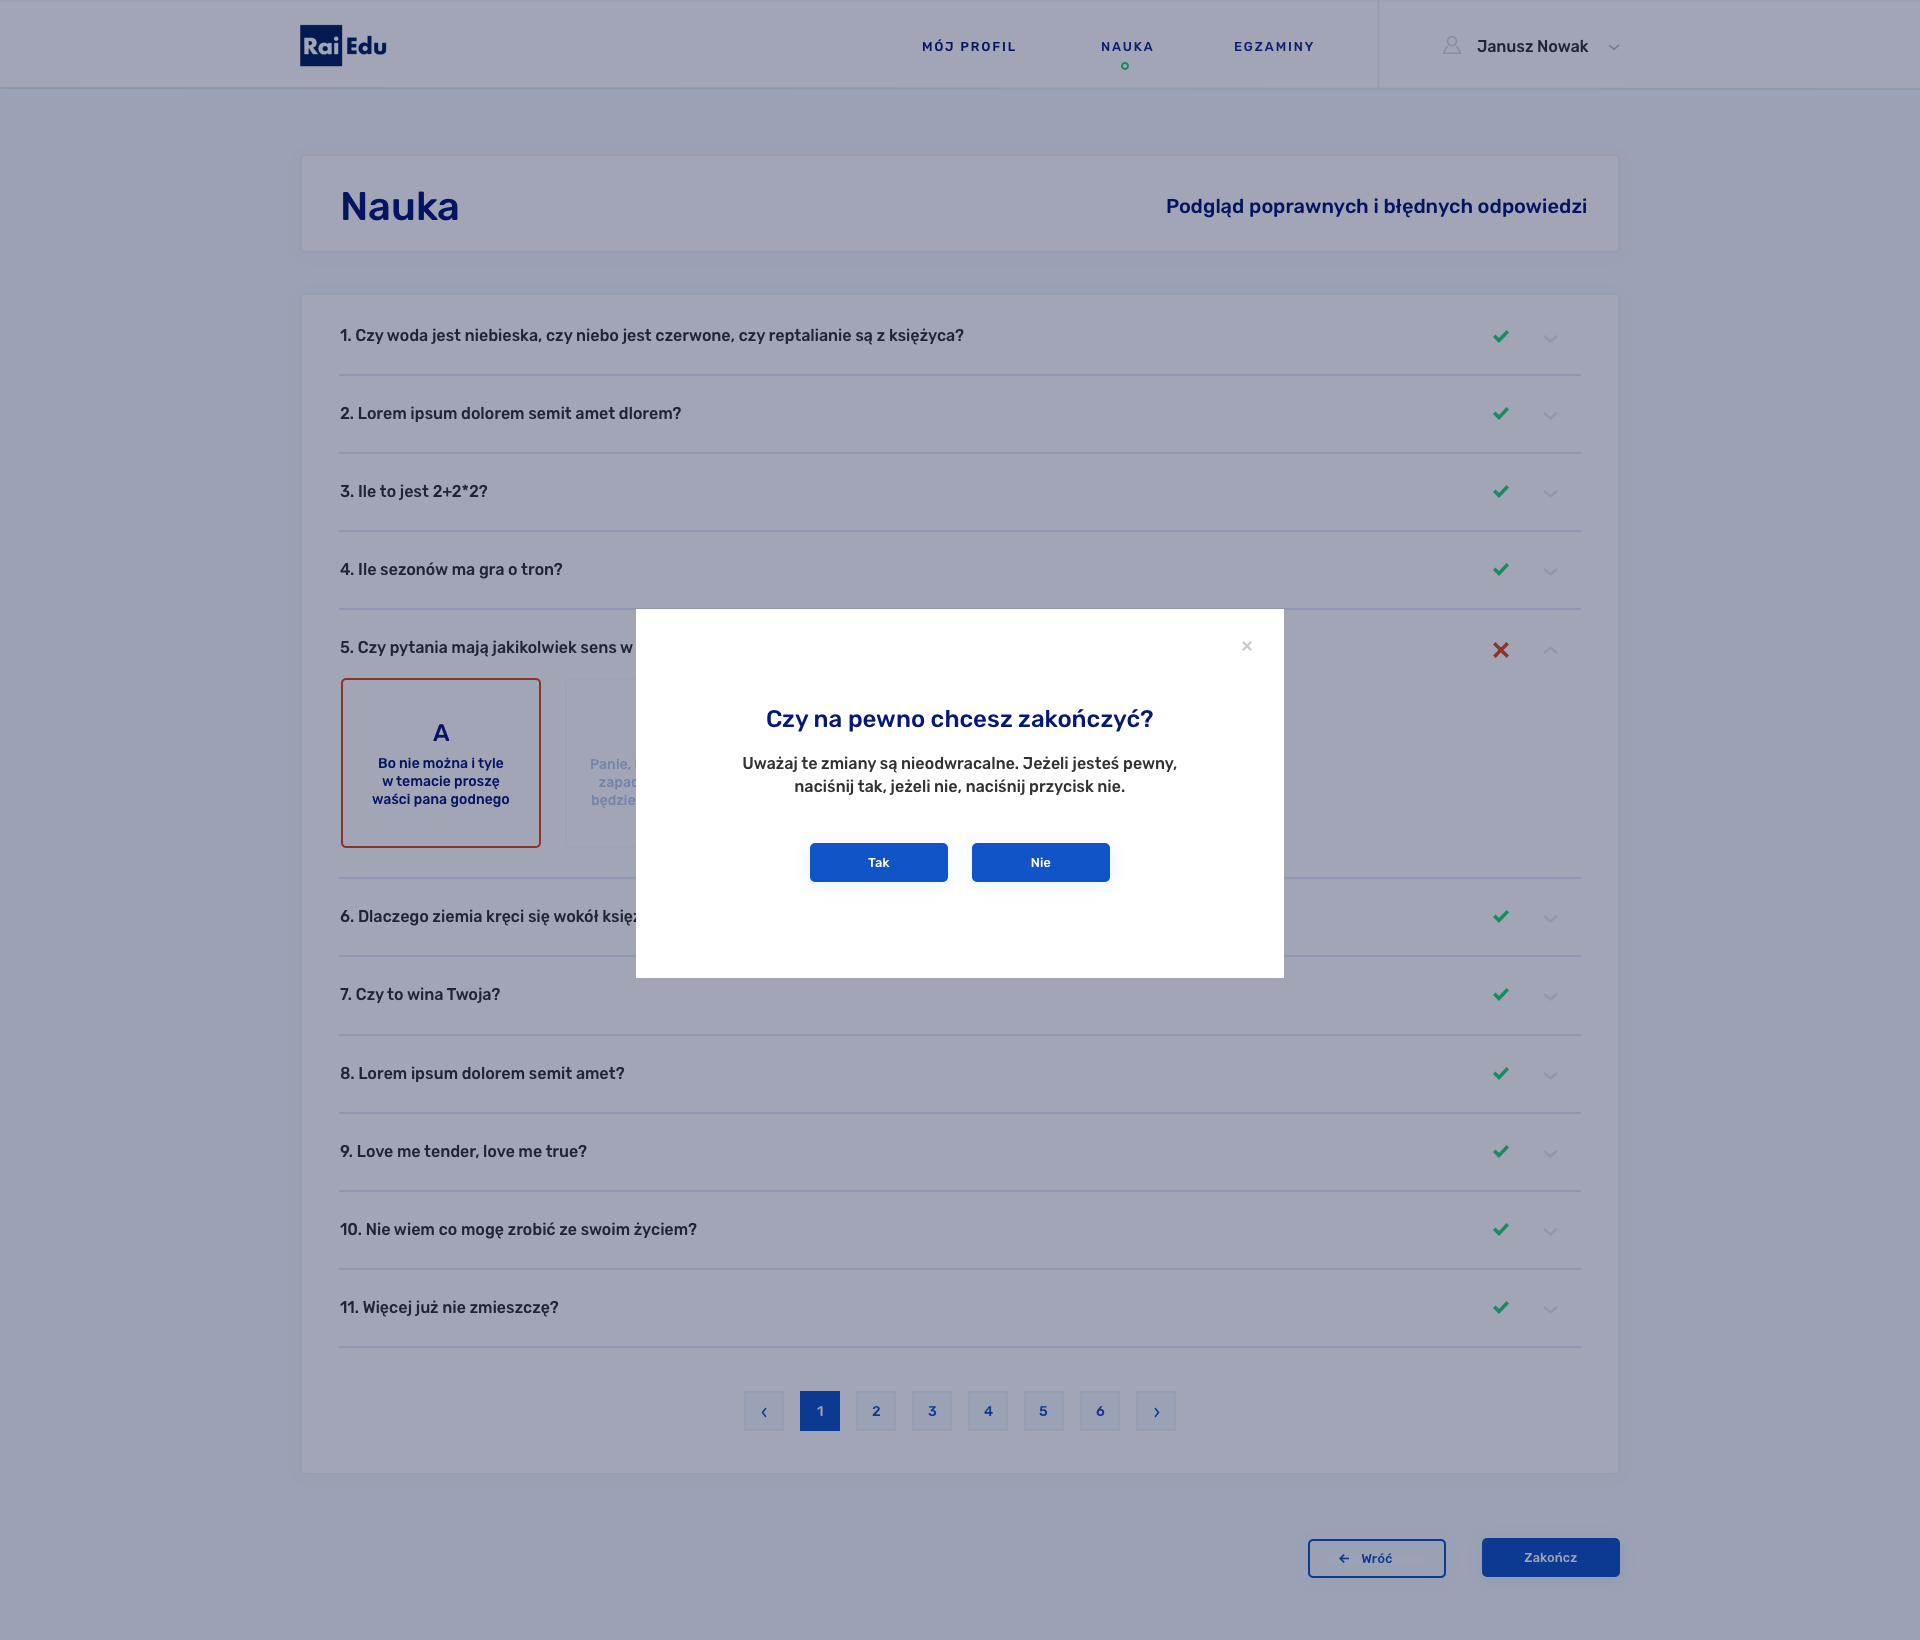 Rai Edu
MÓJ PROFIL
NAUKA
EGZAMINY
Janusz Nowak
Nauka
Podgląd poprawnych i błędnych odpowiedzi
1. Czy woda jest niebieska, czy niebo jest czerwone, czy reptalianie są z księżyca?
2. Lorem ipsum dolorem semit amet dlorem?
3. Ile to jest 2+2*2?
4. Ile sezonów ma gra o tron?
5. Czy pytania mają jakikolwiek sens w
A
Bo nie można i tyle
w temacie proszę
waści pana godnego
Panie,
zapac
będzie
Czy na pewno chcesz zakończyć?
Uważaj te zmiany są nieodwracalne. Jeżeli jesteś pewny,
naciśnij tak, jeżeli nie, naciśnij przycisk nie.
Tak
Nie
6. Dlaczego ziemia kręci się wokół księż
7. Czy to wina Twoja?
8. Lorem ipsum dolorem semit amet?
9. Love me tender, love me true?
10. Nie wiem co mogę zrobić ze swoim życiem?
11. Więcej już nie zmieszczę?
‹ 1 2 3 4 5 6 ›
← Wróć
Zakończ